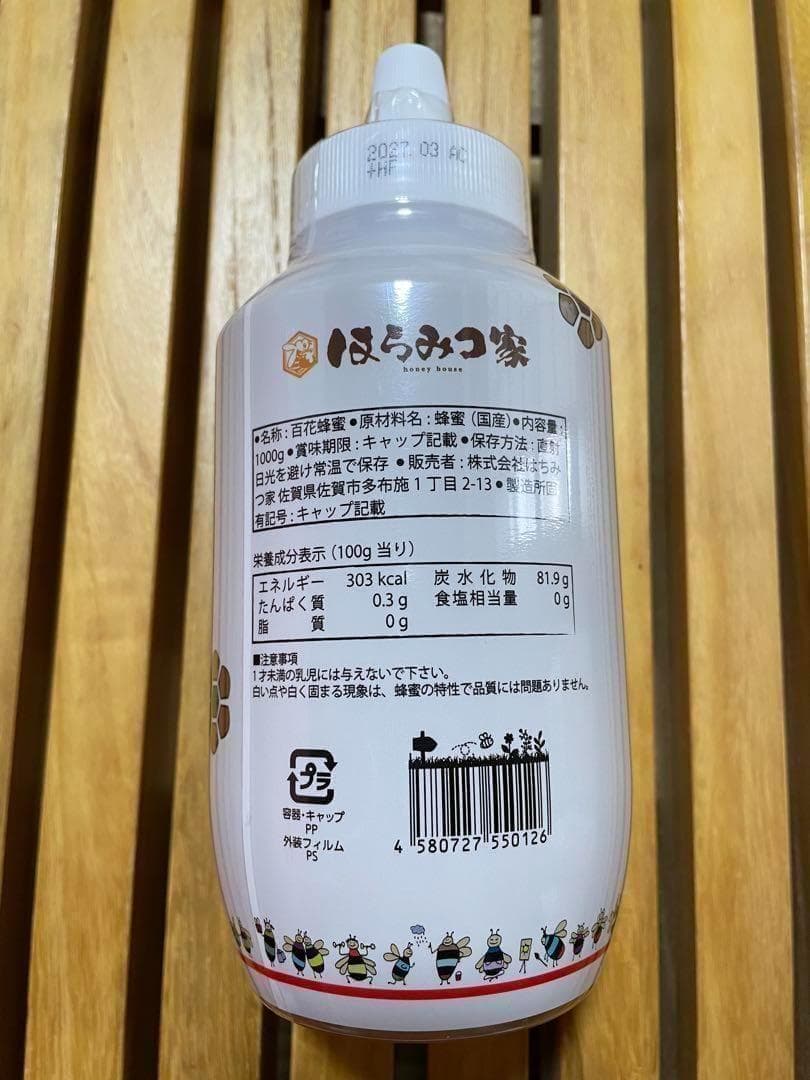 2027.03 AC
+HF
はちみつ家
honey house
●名称：百花蜂蜜●原材料名：蜂蜜（国産）●内容量：
1000g●賞味期限：キャップ記載●保存方法：直射
日光を避け常温で保存 ●販売者：株式会社はちみ
つ家 佐賀県佐賀市多布施1丁目2-13●製造所固
有記号：キャップ記載
栄養成分表示（100g 当り）
エネルギー 303 kcal 炭水化物 81.9g
たんぱく質 0.3g 食塩相当量 0g
脂質 0g
■注意事項
1才未満の乳児には与えないで下さい。
白い点や白く固まる現象は、蜂蜜の特性で品質には問題ありません。
プラ
容器・キャップ
PP
外装フィルム
PS
4 580727 550126